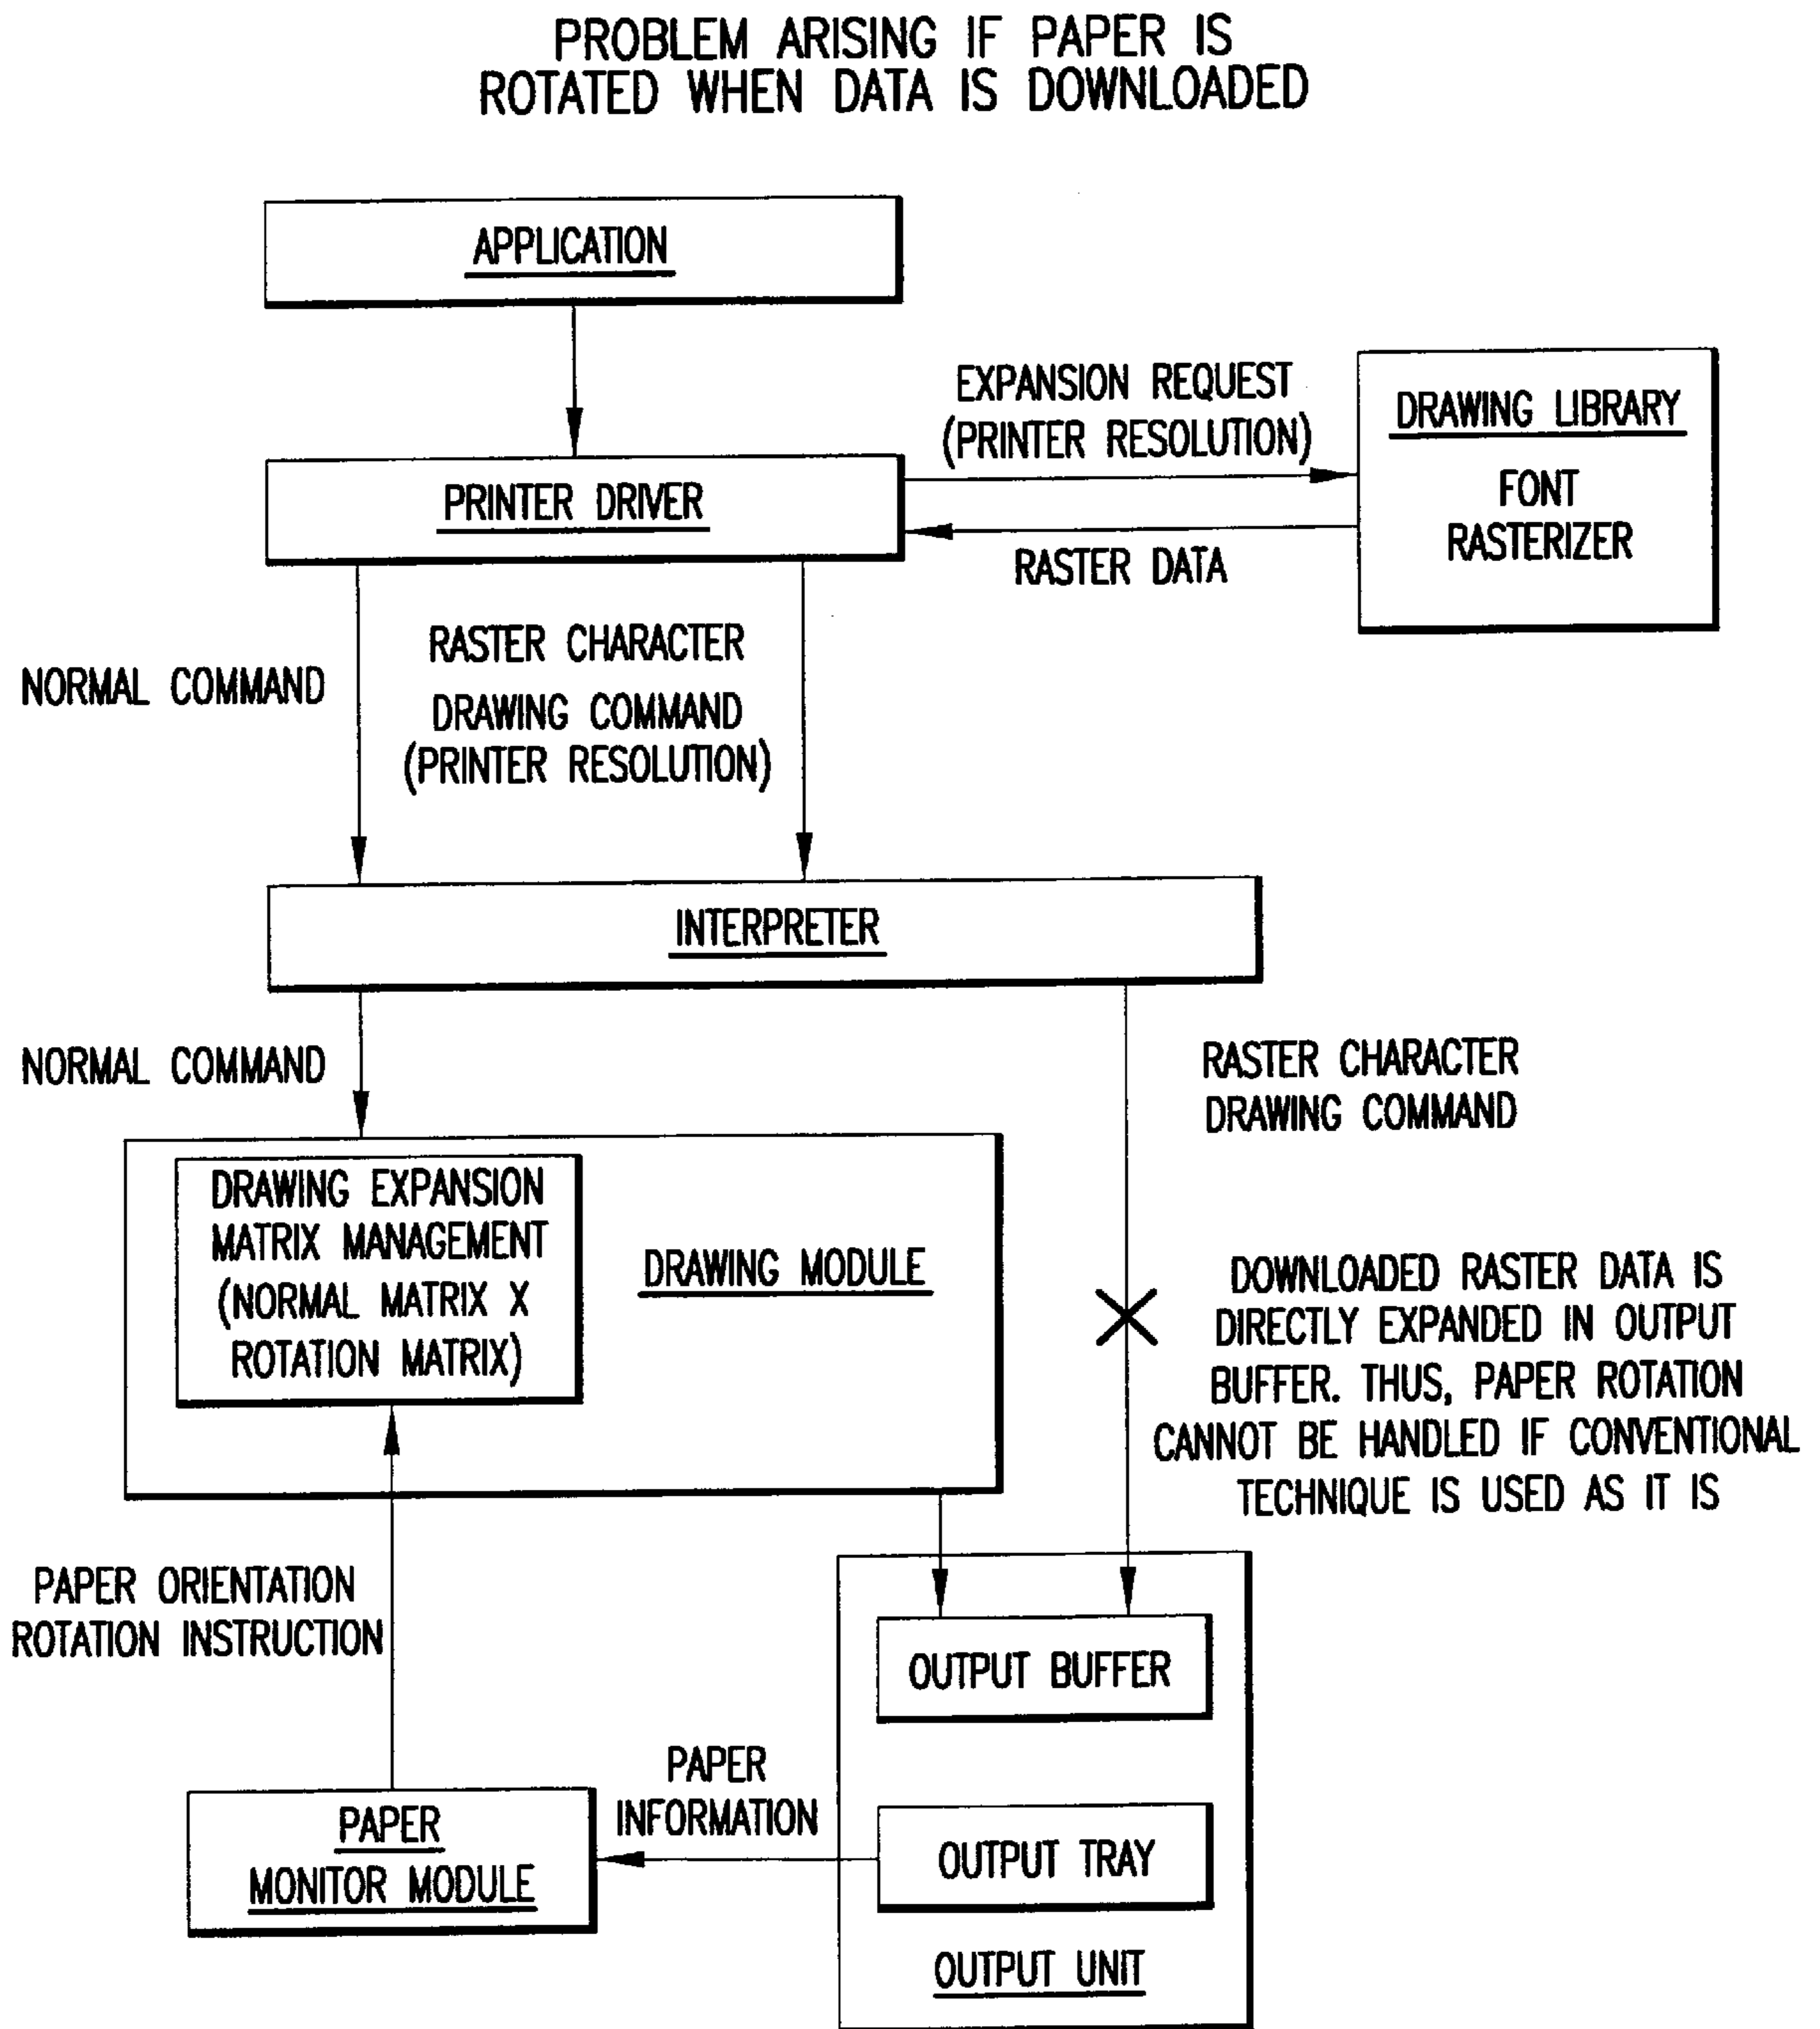 PROBLEM ARISING IF PAPER IS
ROTATED WHEN DATA IS DOWNLOADED
APPLICATION
EXPANSION REQUEST
(PRINTER RESOLUTION)
DRAWING LIBRARY
FONT
RASTERIZER
PRINTER DRIVER
RASTER DATA
NORMAL COMMAND
RASTER CHARACTER
DRAWING COMMAND
(PRINTER RESOLUTION)
INTERPRETER
NORMAL COMMAND
RASTER CHARACTER
DRAWING COMMAND
DRAWING EXPANSION
MATRIX MANAGEMENT
(NORMAL MATRIX X
ROTATION MATRIX)
DRAWING MODULE
DOWNLOADED RASTER DATA IS
DIRECTLY EXPANDED IN OUTPUT
BUFFER. THUS, PAPER ROTATION
CANNOT BE HANDLED IF CONVENTIONAL
TECHNIQUE IS USED AS IT IS
PAPER ORIENTATION
ROTATION INSTRUCTION
OUTPUT BUFFER
PAPER
INFORMATION
PAPER
MONITOR MODULE
OUTPUT TRAY
OUTPUT UNIT